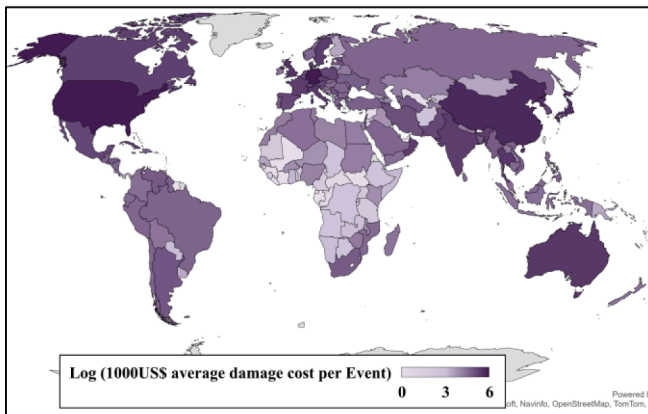 Log (1000US$ average damage cost per Event)
0 3 6
Powered
oft, Navinfo, OpenStreetMap, TomTom,